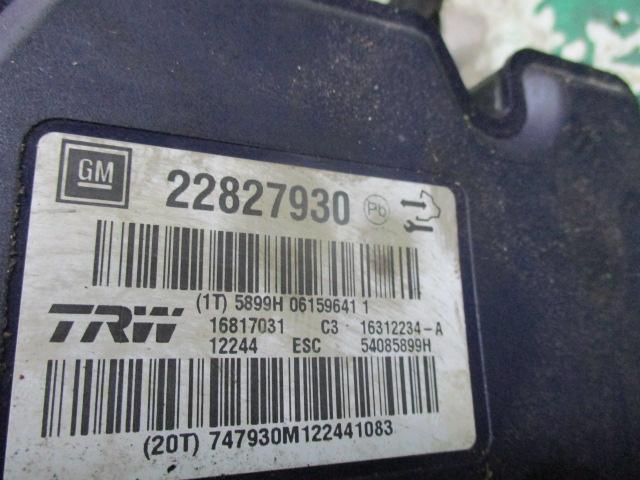 GM 22827930 Pb
(1T) 5899H 06159641 1
TRW 16817031 C3 16312234-A
12244 ESC 54085899H
(20T) 747930M122441083